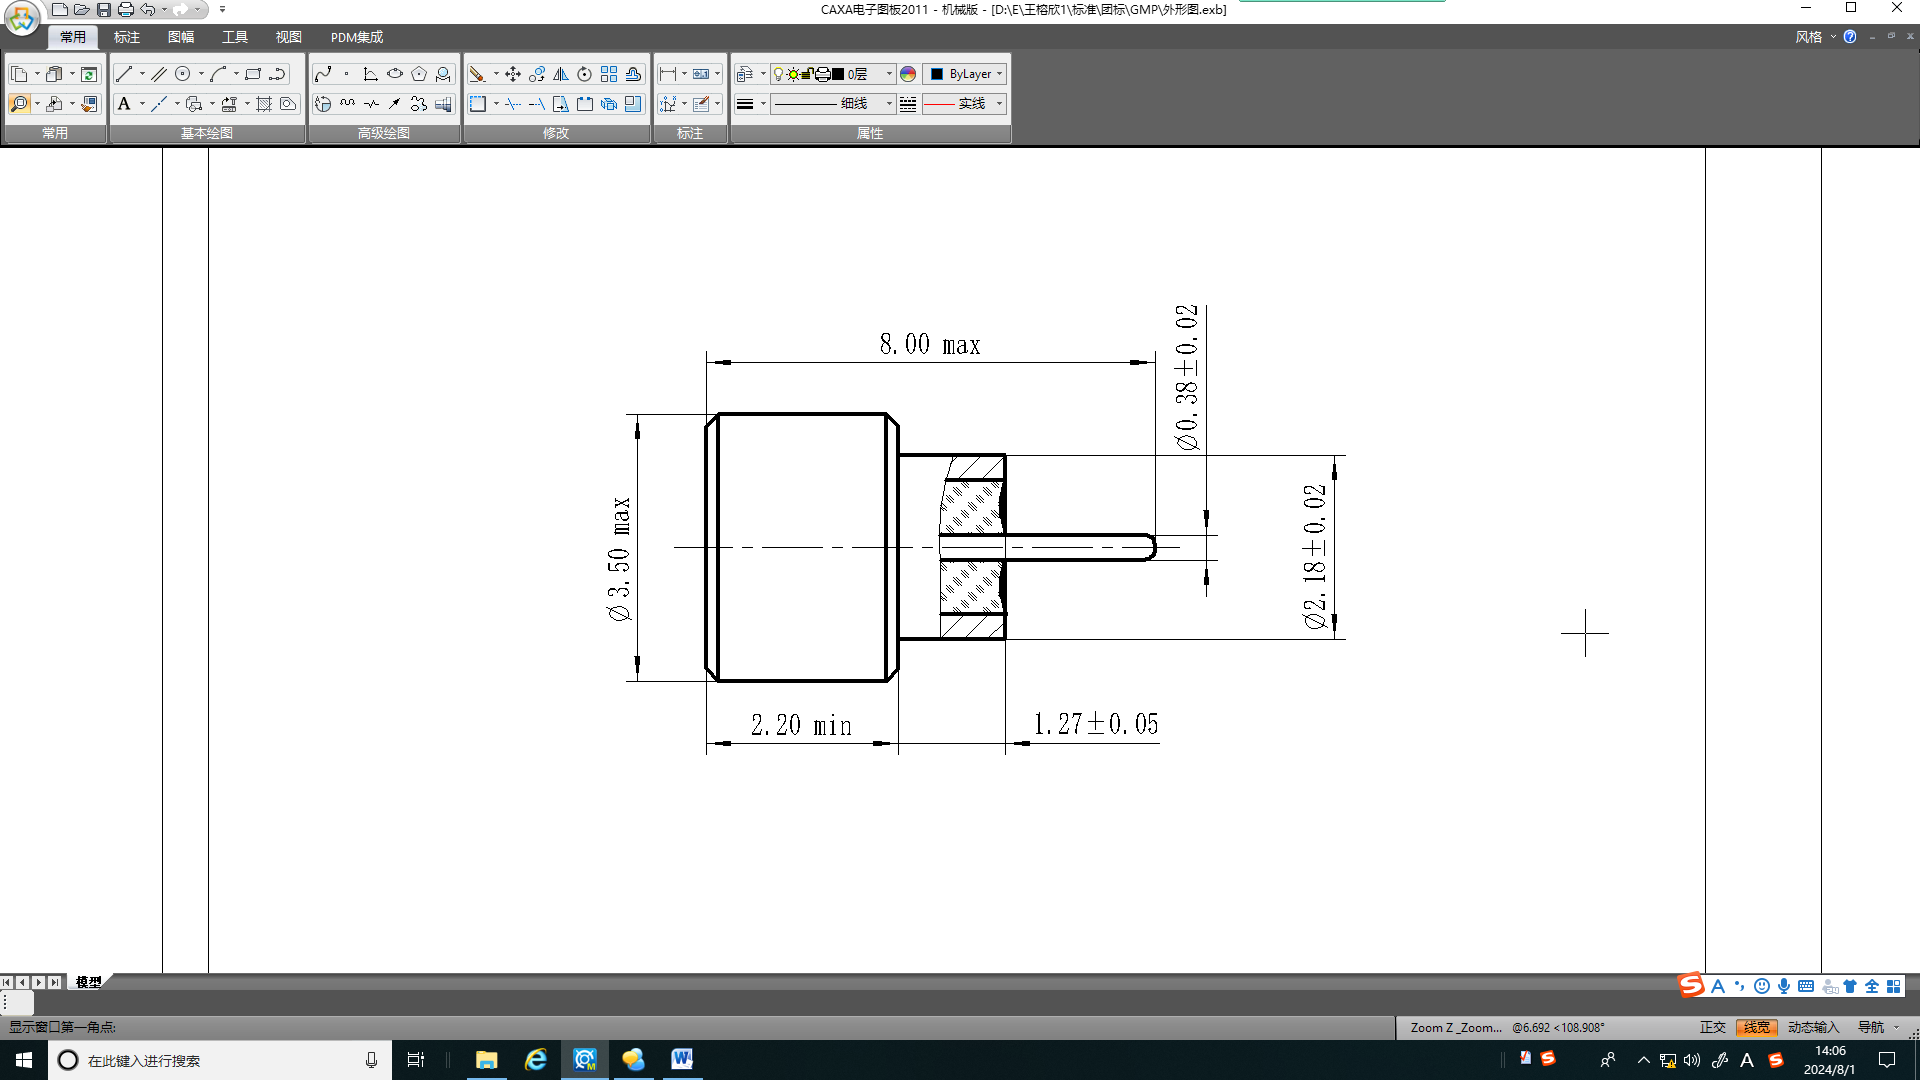 CAXA电子图板2011 - 机械版 - [D:\E\王榕欣1\标准\团标\GMP\外形图.exb]
常用 标注 图幅 工具 视图 PDM集成 风格
0层 ByLayer
A 细线 实线
常用 基本绘图 高级绘图 修改 标注 属性
8.00 max
∅0.38±0.02
∅3.50 max
∅2.18±0.02
2.20 min
1.27±0.05
模型
A 全
显示窗口第一角点:
Zoom Z _Zoom... @6.692 <108.908° 正交 线宽 动态输入 导航
在此键入进行搜索
A
14:06
2024/8/1